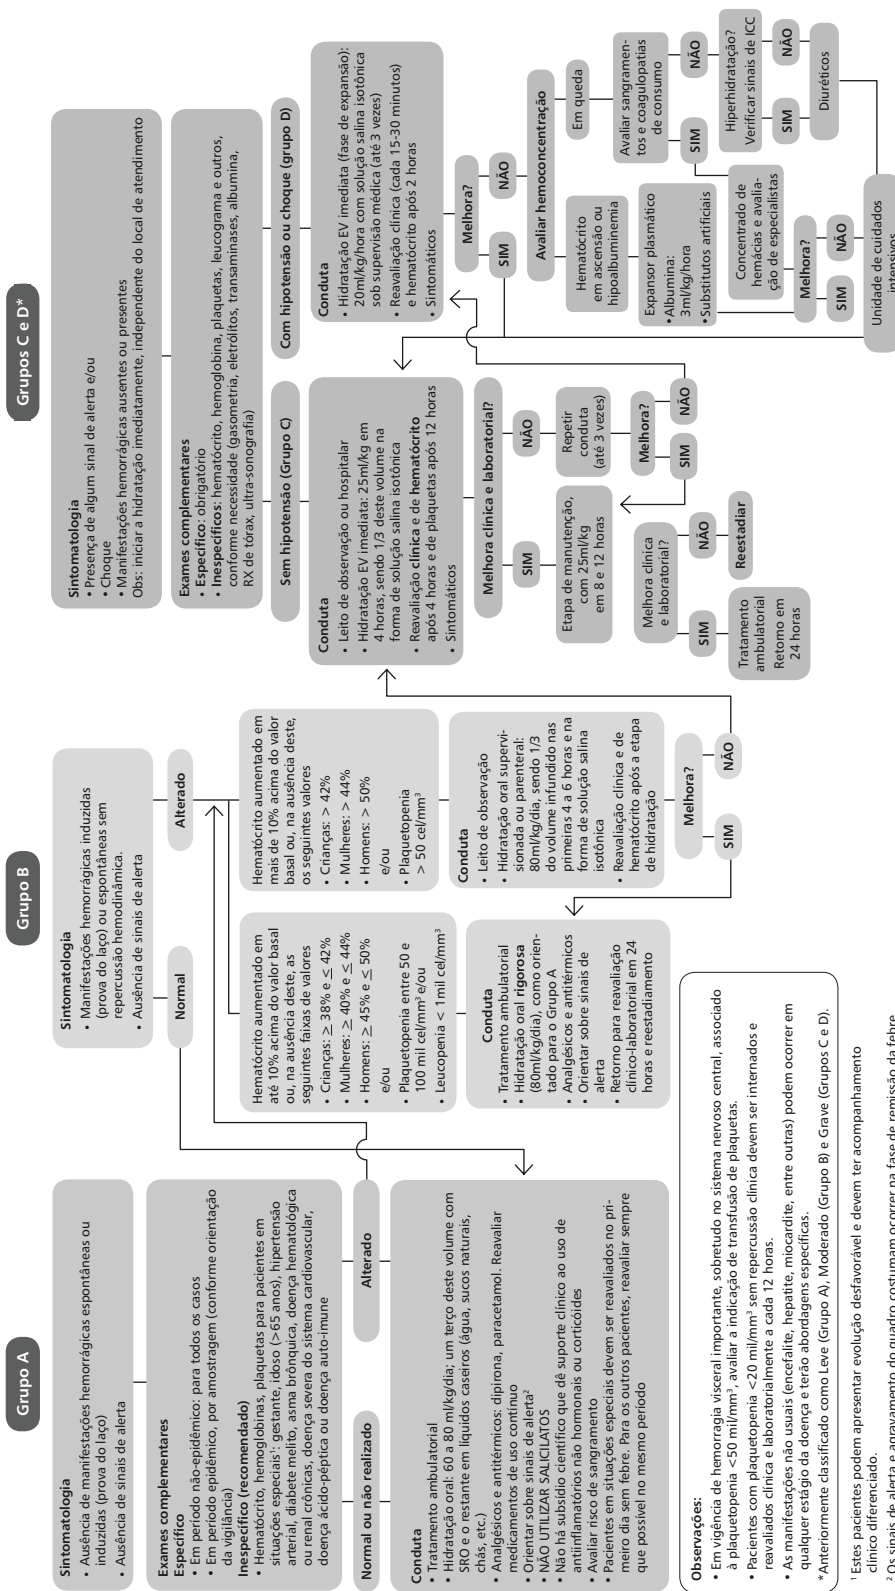 Grupo A
Sintomatologia
• Ausência de manifestações hemorrágicas espontâneas ou
induzidas (prova do laço)
• Ausência de sinais de alerta
Exames complementares
Específico
• Em período não-epidêmico: para todos os casos
• Em período epidêmico, por amostragem (conforme orientação
da vigilância)
Inespecífico (recomendado)
• Hematócrito, hemoglobinas, plaquetas para pacientes em
situações especiais¹: gestante, idoso (>65 anos), hipertensão
arterial, diabete melito, asma brônquica, doença hematológica
ou renal crônicas, doença severa do sistema cardiovascular,
doença ácido-péptica ou doença auto-imune
Normal ou não realizado
Alterado
Conduta
• Tratamento ambulatorial
• Hidratação oral: 60 a 80 ml/kg/dia; um terço deste volume com
SRO e o restante em líquidos caseiros (água, sucos naturais,
chás, etc.)
• Analgésicos e antitérmicos: dipirona, paracetamol. Reavaliar
medicamentos de uso contínuo
• Orientar sobre sinais de alerta²
• NÃO UTILIZAR SALICILATOS
• Não há subsídio científico que dê suporte clínico ao uso de
antiinflamatórios não hormonais ou corticóides
• Avaliar risco de sangramento
• Pacientes em situações especiais devem ser reavaliados no pri-
meiro dia sem febre. Para os outros pacientes, reavaliar sempre
que possível no mesmo período
Grupo B
Sintomatologia
• Manifestações hemorrágicas induzidas
(prova do laço) ou espontâneas sem
repercussão hemodinâmica.
• Ausência de sinais de alerta
Normal
Alterado
Hematócrito aumentado em
até 10% acima do valor basal
ou, na ausência deste, as
seguintes faixas de valores
• Crianças: ≥ 38% e ≤ 42%
• Mulheres: ≥ 40% e ≤ 44%
• Homens: ≥ 45% e ≤ 50%
e/ou
• Plaquetopenia entre 50 e
100 mil cel/mm³ e/ou
• Leucopenia < 1mil cel/mm³
Conduta
• Tratamento ambulatorial
• Hidratação oral rigorosa
(80ml/kg/dia), como orien-
tado para o Grupo A
• Analgésicos e antitérmicos
• Orientar sobre sinais de
alerta
• Retorno para reavaliação
clínico-laboratorial em 24
horas e reestadiamento
Hematócrito aumentado em
mais de 10% acima do valor
basal ou, na ausência deste,
os seguintes valores
• Crianças: > 42%
• Mulheres: > 44%
• Homens: > 50%
e/ou
• Plaquetopenia
> 50 cel/mm³
Conduta
• Leito de observação
• Hidratação oral supervi-
sionada ou parenteral:
80ml/kg/dia, sendo 1/3
do volume infundido nas
primeiras 4 a 6 horas e na
forma de solução salina
isotônica
• Reavaliação clínica e de
hematócrito após a etapa
de hidratação
Melhora?
SIM
NÃO
Grupos C e D*
Sintomatologia
• Presença de algum sinal de alerta e/ou
• Choque
• Manifestações hemorrágicas ausentes ou presentes
Obs: iniciar a hidratação imediatamente, independente do local de atendimento
Exames complementares
• Específico: obrigatório
• Inespecíficos: hematócrito, hemoglobina, plaquetas, leucograma e outros,
conforme necessidade (gasometria, eletrólitos, transaminases, albumina,
RX de tórax, ultra-sonografia)
Sem hipotensão (Grupo C)
Conduta
• Leito de observação ou hospitalar
• Hidratação EV imediata: 25ml/kg em
4 horas, sendo 1/3 deste volume na
forma de solução salina isotônica
• Reavaliação clínica e de hematócrito
após 4 horas e de plaquetas após 12 horas
• Sintomáticos
Melhora clínica e laboratorial?
SIM
NÃO
Etapa de manutenção,
com 25ml/kg
em 8 e 12 horas
Repetir
conduta
(até 3 vezes)
Melhora?
SIM
NÃO
Melhora clínica
e laboratorial?
SIM
NÃO
Tratamento
ambulatorial
Retorno em
24 horas
Reestadiar
Com hipotensão ou choque (grupo D)
Conduta
• Hidratação EV imediata (fase de expansão):
20ml/kg/hora com solução salina isotônica
sob supervisão médica (até 3 vezes)
• Reavaliação clínica (cada 15-30 minutos)
e hematócrito após 2 horas
• Sintomáticos
Melhora?
SIM
NÃO
Avaliar hemoconcentração
Hematócrito
em ascensão ou
hipoalbuminemia
Em queda
Expansor plasmático
•Albumina:
3ml/kg/hora
•Substitutos artificiais
Avaliar sangramen-
tos e coagulopatias
de consumo
SIM
NÃO
Concentrado de
hemácias e avalia-
ção de especialistas
Hiperhidratação?
Verificar sinais de ICC
SIM
NÃO
Melhora?
SIM
NÃO
Diuréticos
Unidade de cuidados
intensivos
Observações:
• Em vigência de hemorragia visceral importante, sobretudo no sistema nervoso central, associado
à plaquetopenia <50 mil/mm³, avaliar a indicação de transfusão de plaquetas.
• Pacientes com plaquetopenia <20 mil/mm³ sem repercussão clínica devem ser internados e
reavaliados clínica e laboratorialmente a cada 12 horas.
• As manifestações não usuais (encefalite, hepatite, miocardite, entre outras) podem ocorrer em
qualquer estágio da doença e terão abordagens específicas.
*Anteriormente classificado como Leve (Grupo A), Moderado (Grupo B) e Grave (Grupos C e D).
¹ Estes pacientes podem apresentar evolução desfavorável e devem ter acompanhamento
clínico diferenciado.
² Os sinais de alerta e agravamento do quadro costumam ocorrer na fase de remissão da febre